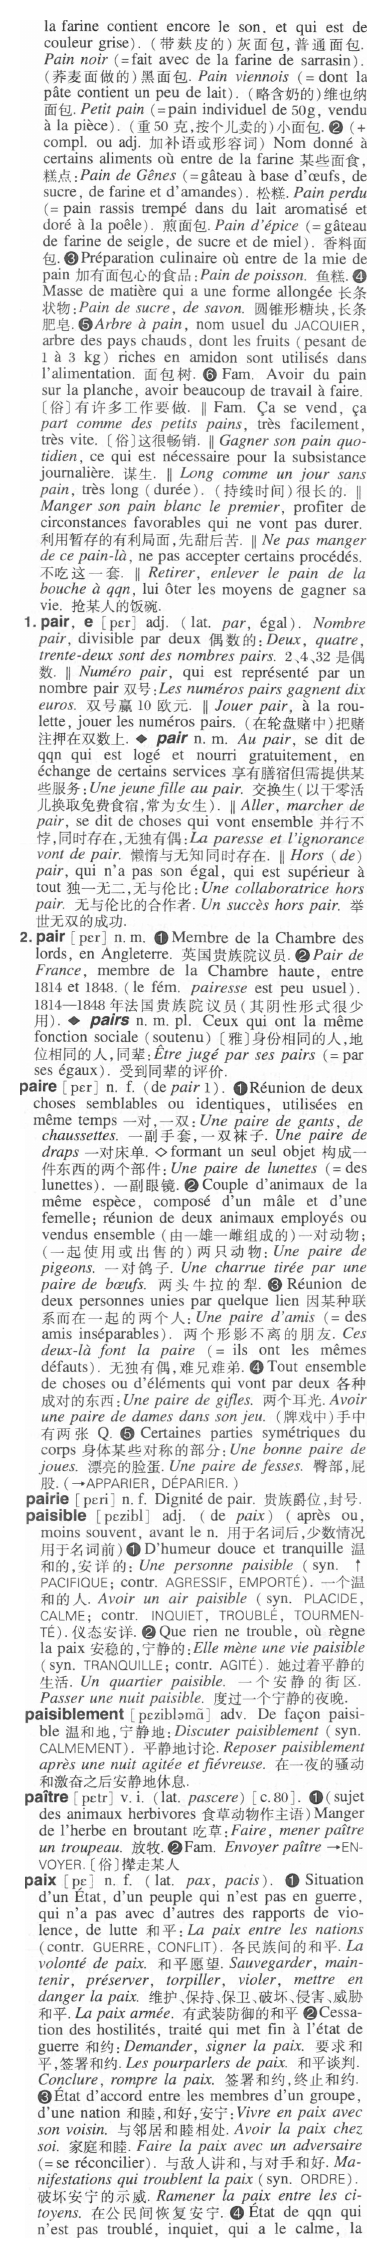 la farine contient encore le son, et qui est de
couleur grise). (带麸皮的)灰面包,普通面包.
Pain noir (=fait avec de la farine de sarrasin).
(荞麦面做的)黑面包. Pain viennois (=dont la
pâte contient un peu de lait). (略含奶的)维也纳
面包. Petit pain (=pain individuel de 50g, vendu
à la pièce). (重50克,按个儿卖的)小面包. ❷ (+
compl. ou adj. 加补语或形容词) Nom donné à
certains aliments où entre de la farine 某些面食,
糕点:Pain de Gênes (=gâteau à base d'œufs, de
sucre, de farine et d'amandes). 松糕. Pain perdu
(= pain rassis trempé dans du lait aromatisé et
doré à la poêle). 煎面包. Pain d'épice (=gâteau
de farine de seigle, de sucre et de miel). 香料面
包. ❸ Préparation culinaire où entre de la mie de
pain 加有面包心的食品:Pain de poisson. 鱼糕. ❹
Masse de matière qui a une forme allongée 长条
状物:Pain de sucre, de savon. 圆锥形糖块,长条
肥皂. ❺ Arbre à pain, nom usuel du JACQUIER,
arbre des pays chauds, dont les fruits (pesant de
1 à 3 kg) riches en amidon sont utilisés dans
l'alimentation. 面包树. ❻ Fam. Avoir du pain
sur la planche, avoir beaucoup de travail à faire.
〔俗〕有许多工作要做. ‖ Fam. Ça se vend, ça
part comme des petits pains, très facilement,
très vite. 〔俗〕这很畅销. ‖ Gagner son pain quo-
tidien, ce qui est nécessaire pour la subsistance
journalière. 谋生. ‖ Long comme un jour sans
pain, très long (durée). (持续时间)很长的. ‖
Manger son pain blanc le premier, profiter de
circonstances favorables qui ne vont pas durer.
利用暂存的有利局面,先甜后苦. ‖ Ne pas manger
de ce pain-là, ne pas accepter certains procédés.
不吃这一套. ‖ Retirer, enlever le pain de la
bouche à qqn, lui ôter les moyens de gagner sa
vie. 抢某人的饭碗.
1. pair, e [pɛr] adj. (lat. par, égal). Nombre
pair, divisible par deux 偶数的:Deux, quatre,
trente-deux sont des nombres pairs. 2、4、32 是偶
数. ‖ Numéro pair, qui est représenté par un
nombre pair 双号:Les numéros pairs gagnent dix
euros. 双号赢 10 欧元. ‖ Jouer pair, à la rou-
lette, jouer les numéros pairs. (在轮盘赌中)把赌
注押在双数上. ◆ pair n. m. Au pair, se dit de
qqn qui est logé et nourri gratuitement, en
échange de certains services 享有膳宿但需提供某
些服务:Une jeune fille au pair. 交换生(以干零活
儿换取免费食宿,常为女生). ‖ Aller, marcher de
pair, se dit de choses qui vont ensemble 并行不
悖,同时存在,无独有偶:La paresse et l'ignorance
vont de pair. 懒惰与无知同时存在. ‖ Hors (de)
pair, qui n'a pas son égal, qui est supérieur à
tout 独一无二,无与伦比:Une collaboratrice hors
pair. 无与伦比的合作者. Un succès hors pair. 举
世无双的成功.
2. pair [pɛr] n. m. ❶ Membre de la Chambre des
lords, en Angleterre. 英国贵族院议员. ❷ Pair de
France, membre de la Chambre haute, entre
1814 et 1848. (le fém. pairesse est peu usuel).
1814—1848 年法国贵族院议员(其阴性形式很少
用). ◆ pairs n. m. pl. Ceux qui ont la même
fonction sociale (soutenu) 〔雅〕身份相同的人,地
位相同的人,同辈:Être jugé par ses pairs (= par
ses égaux). 受到同辈的评价.
paire [pɛr] n. f. (de pair 1). ❶ Réunion de deux
choses semblables ou identiques, utilisées en
même temps 一对,一双:Une paire de gants, de
chaussettes. 一副手套,一双袜子. Une paire de
draps 一对床单. ◇ formant un seul objet 构成一
件东西的两个部件:Une paire de lunettes (= des
lunettes). 一副眼镜. ❷ Couple d'animaux de la
même espèce, composé d'un mâle et d'une
femelle; réunion de deux animaux employés ou
vendus ensemble (由一雄一雌组成的)一对动物;
(一起使用或出售的)两只动物: Une paire de
pigeons. 一对鸽子. Une charrue tirée par une
paire de bœufs. 两头牛拉的犁. ❸ Réunion de
deux personnes unies par quelque lien 因某种联
系而在一起的两个人: Une paire d'amis (= des
amis inséparables). 两个形影不离的朋友. Ces
deux-là font la paire (= ils ont les mêmes
défauts). 无独有偶,难兄难弟. ❹ Tout ensemble
de choses ou d'éléments qui vont par deux 各种
成对的东西:Une paire de gifles. 两个耳光. Avoir
une paire de dames dans son jeu. (牌戏中)手中
有两张 Q. ❺ Certaines parties symétriques du
corps 身体某些对称的部分: Une bonne paire de
joues. 漂亮的脸蛋. Une paire de fesses. 臀部,屁
股. (→APPARIER, DÉPARIER.)
pairie [pɛri] n. f. Dignité de pair. 贵族爵位,封号.
paisible [pɛzibl] adj. (de paix) (après ou,
moins souvent, avant le n. 用于名词后,少数情况
用于名词前) ❶ D'humeur douce et tranquille 温
和的,安详的: Une personne paisible (syn. ↑
PACIFIQUE; contr. AGRESSIF, EMPORTÉ). 一个温
和的人. Avoir un air paisible (syn. PLACIDE,
CALME; contr. INQUIET, TROUBLÉ, TOURMEN-
TÉ). 仪态安详. ❷ Que rien ne trouble, où règne
la paix 安稳的,宁静的:Elle mène une vie paisible
(syn. TRANQUILLE; contr. AGITÉ). 她过着平静的
生活. Un quartier paisible. 一个安静的街区.
Passer une nuit paisible. 度过一个宁静的夜晚.
paisiblement [pɛzibləmɑ̃] adv. De façon paisi-
ble 温和地,宁静地:Discuter paisiblement (syn.
CALMEMENT). 平静地讨论. Reposer paisiblement
après une nuit agitée et fiévreuse. 在一夜的骚动
和激奋之后安静地休息.
paître [pɛtr] v. i. (lat. pascere) [c. 80]. ❶ (sujet
des animaux herbivores 食草动物作主语) Manger
de l'herbe en broutant 吃草:Faire, mener paître
un troupeau. 放牧. ❷ Fam. Envoyer paître →EN-
VOYER. 〔俗〕撵走某人
paix [pɛ] n. f. (lat. pax, pacis). ❶ Situation
d'un État, d'un peuple qui n'est pas en guerre,
qui n'a pas avec d'autres des rapports de vio-
lence, de lutte 和平: La paix entre les nations
(contr. GUERRE, CONFLIT). 各民族间的和平. La
volonté de paix. 和平愿望. Sauvegarder, main-
tenir, préserver, torpiller, violer, mettre en
danger la paix. 维护、保持、保卫、破坏、侵害、威胁
和平. La paix armée. 有武装防御的和平 ❷ Cessa-
tion des hostilités, traité qui met fin à l'état de
guerre 和约: Demander, signer la paix. 要求和
平,签署和约. Les pourparlers de paix. 和平谈判.
Conclure, rompre la paix. 签署和约,终止和约.
❸ État d'accord entre les membres d'un groupe,
d'une nation 和睦,和好,安宁:Vivre en paix avec
son voisin. 与邻居和睦相处. Avoir la paix chez
soi. 家庭和睦. Faire la paix avec un adversaire
(=se réconcilier). 与敌人讲和,与对手和好. Ma-
nifestations qui troublent la paix (syn. ORDRE).
破坏安宁的示威. Ramener la paix entre les ci-
toyens. 在公民间恢复安宁. ❹ État de qqn qui
n'est pas troublé, inquiet, qui a le calme, la